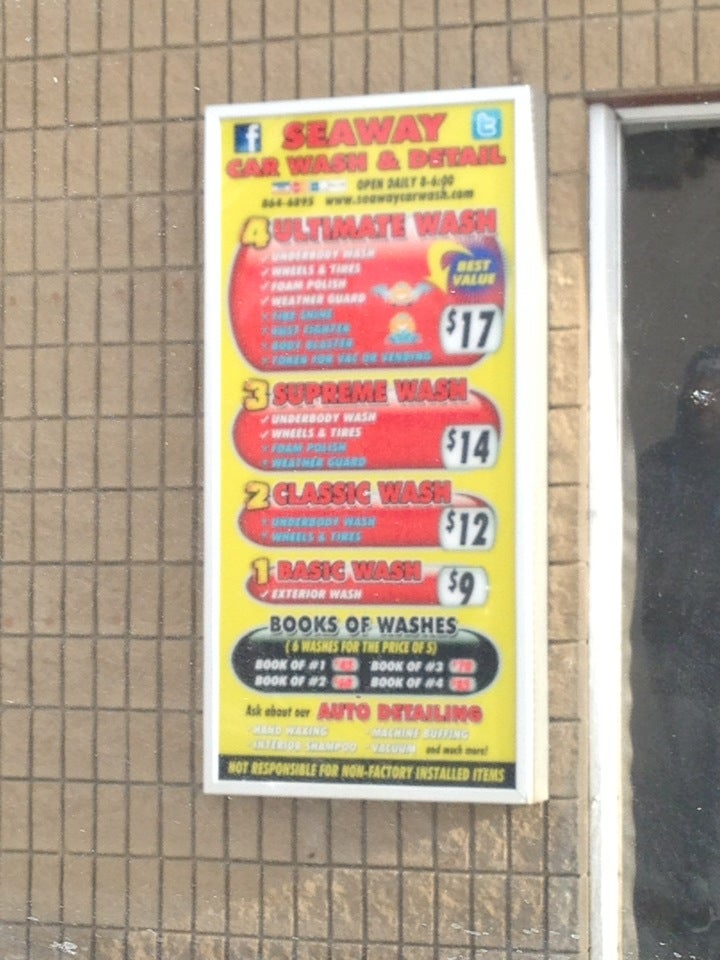 f SEAWAY
CAR WASH & DETAIL
OPEN DAILY 8-6:00
864-6895 www.seawaycarwash.com
4 ULTIMATE WASH
UNDERBODY WASH
WHEELS & TIRES
FOAM POLISH
WEATHER GUARD
TIRE SHINE
RUST FIGHTER
BODY BLASTER
TOKEN FOR VAC OR VENDING
BEST
VALUE
$17
3 SUPREME WASH
UNDERBODY WASH
WHEELS & TIRES
FOAM POLISH
WEATHER GUARD
$14
2 CLASSIC WASH
UNDERBODY WASH
WHEELS & TIRES
$12
1 BASIC WASH
EXTERIOR WASH
$9
BOOKS OF WASHES
(6 WASHES FOR THE PRICE OF 5)
BOOK OF #1 BOOK OF #3
BOOK OF #2 BOOK OF #4
Ask about our AUTO DETAILING
- HAND WAXING - MACHINE BUFFING
- INTERIOR SHAMPOO - VACUUM and much more!
NOT RESPONSIBLE FOR NON-FACTORY INSTALLED ITEMS